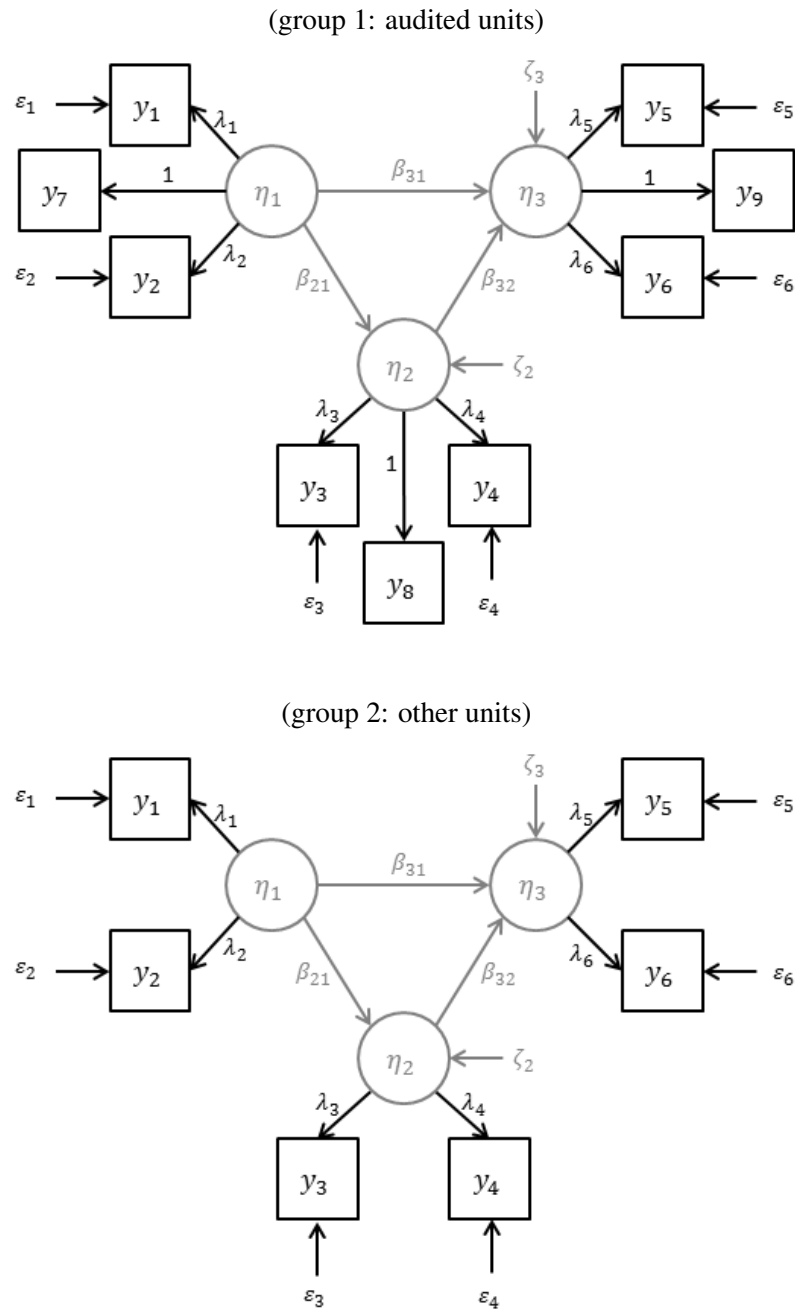 (group 1: audited units)
ε₁ y₁ λ₁ ζ₃ λ₅ y₅ ε₅
y₇ 1 η₁ β₃₁ η₃ 1 y₉
ε₂ y₂ λ₂ β₂₁ β₃₂ λ₆ y₆ ε₆
η₂ ζ₂
λ₃ λ₄
y₃ 1 y₄
ε₃ y₈ ε₄
(group 2: other units)
ε₁ y₁ λ₁ ζ₃ λ₅ y₅ ε₅
η₁ β₃₁ η₃
ε₂ y₂ λ₂ β₂₁ β₃₂ λ₆ y₆ ε₆
η₂ ζ₂
λ₃ λ₄
y₃ y₄
ε₃ ε₄